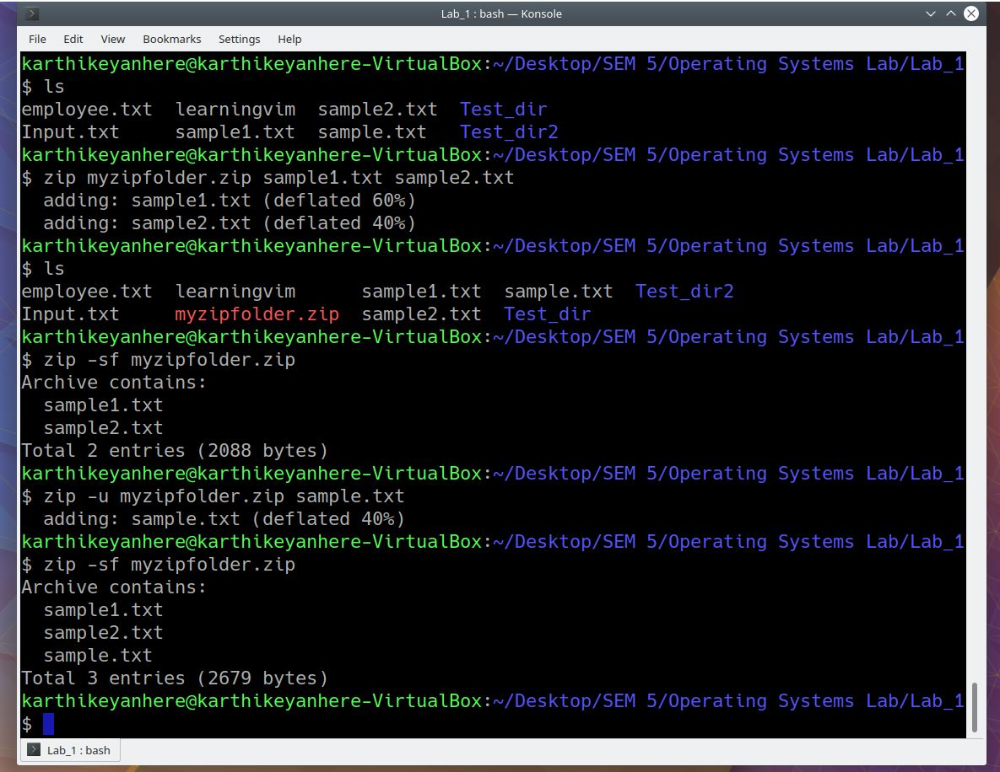 Lab_1 : bash — Konsole
File Edit View Bookmarks Settings Help
karthikeyanhere@karthikeyanhere-VirtualBox:~/Desktop/SEM 5/Operating Systems Lab/Lab_1
$ ls
employee.txt  learningvim  sample2.txt  Test_dir
Input.txt     sample1.txt  sample.txt   Test_dir2
karthikeyanhere@karthikeyanhere-VirtualBox:~/Desktop/SEM 5/Operating Systems Lab/Lab_1
$ zip myzipfolder.zip sample1.txt sample2.txt
  adding: sample1.txt (deflated 60%)
  adding: sample2.txt (deflated 40%)
karthikeyanhere@karthikeyanhere-VirtualBox:~/Desktop/SEM 5/Operating Systems Lab/Lab_1
$ ls
employee.txt  learningvim      sample1.txt  sample.txt  Test_dir2
Input.txt     myzipfolder.zip  sample2.txt  Test_dir
karthikeyanhere@karthikeyanhere-VirtualBox:~/Desktop/SEM 5/Operating Systems Lab/Lab_1
$ zip -sf myzipfolder.zip
Archive contains:
  sample1.txt
  sample2.txt
Total 2 entries (2088 bytes)
karthikeyanhere@karthikeyanhere-VirtualBox:~/Desktop/SEM 5/Operating Systems Lab/Lab_1
$ zip -u myzipfolder.zip sample.txt
  adding: sample.txt (deflated 40%)
karthikeyanhere@karthikeyanhere-VirtualBox:~/Desktop/SEM 5/Operating Systems Lab/Lab_1
$ zip -sf myzipfolder.zip
Archive contains:
  sample1.txt
  sample2.txt
  sample.txt
Total 3 entries (2679 bytes)
karthikeyanhere@karthikeyanhere-VirtualBox:~/Desktop/SEM 5/Operating Systems Lab/Lab_1
$
Lab_1 : bash